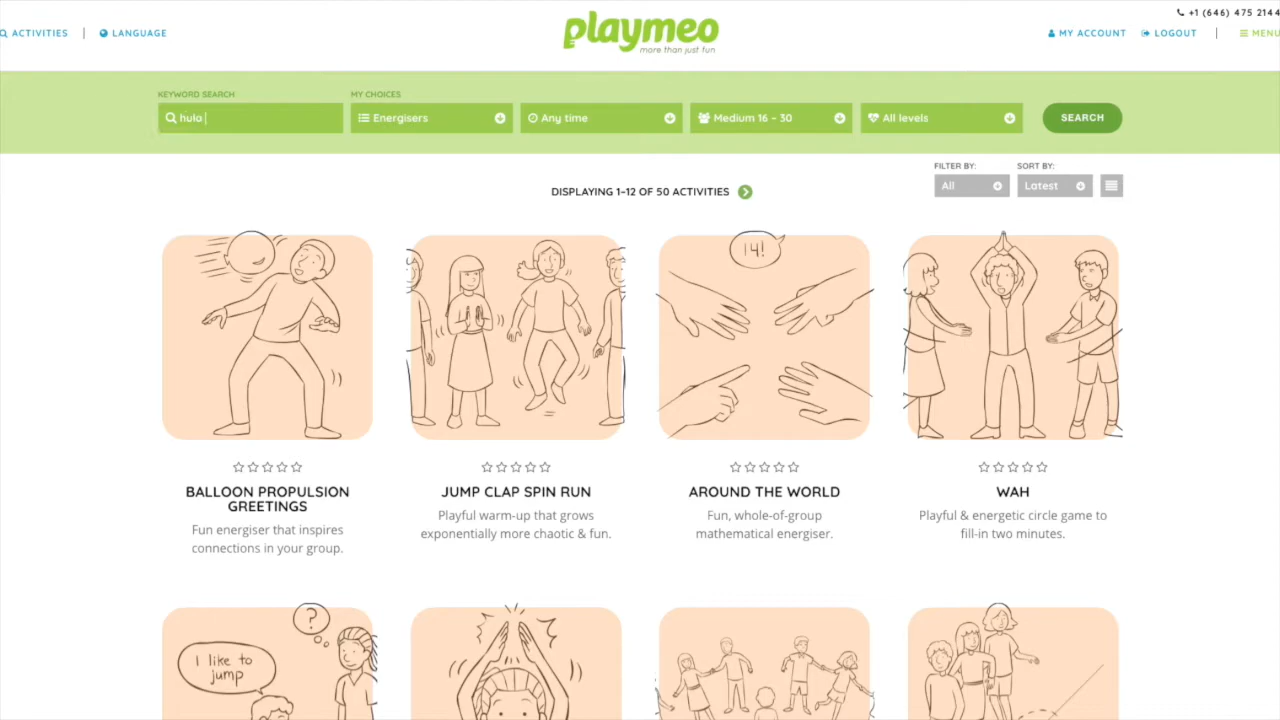 +1 (646) 475 2144
ACTIVITIES | LANGUAGE
playmeo
more than just fun
MY ACCOUNT LOGOUT | MENU
KEYWORD SEARCH MY CHOICES
hula Energisers Any time Medium 16 – 30 All levels SEARCH
FILTER BY: SORT BY:
All Latest
DISPLAYING 1–12 OF 50 ACTIVITIES
14!
BALLOON PROPULSION
GREETINGS
Fun energiser that inspires
connections in your group.
JUMP CLAP SPIN RUN
Playful warm-up that grows
exponentially more chaotic & fun.
AROUND THE WORLD
Fun, whole-of-group
mathematical energiser.
WAH
Playful & energetic circle game to
fill-in two minutes.
?
I like to
jump